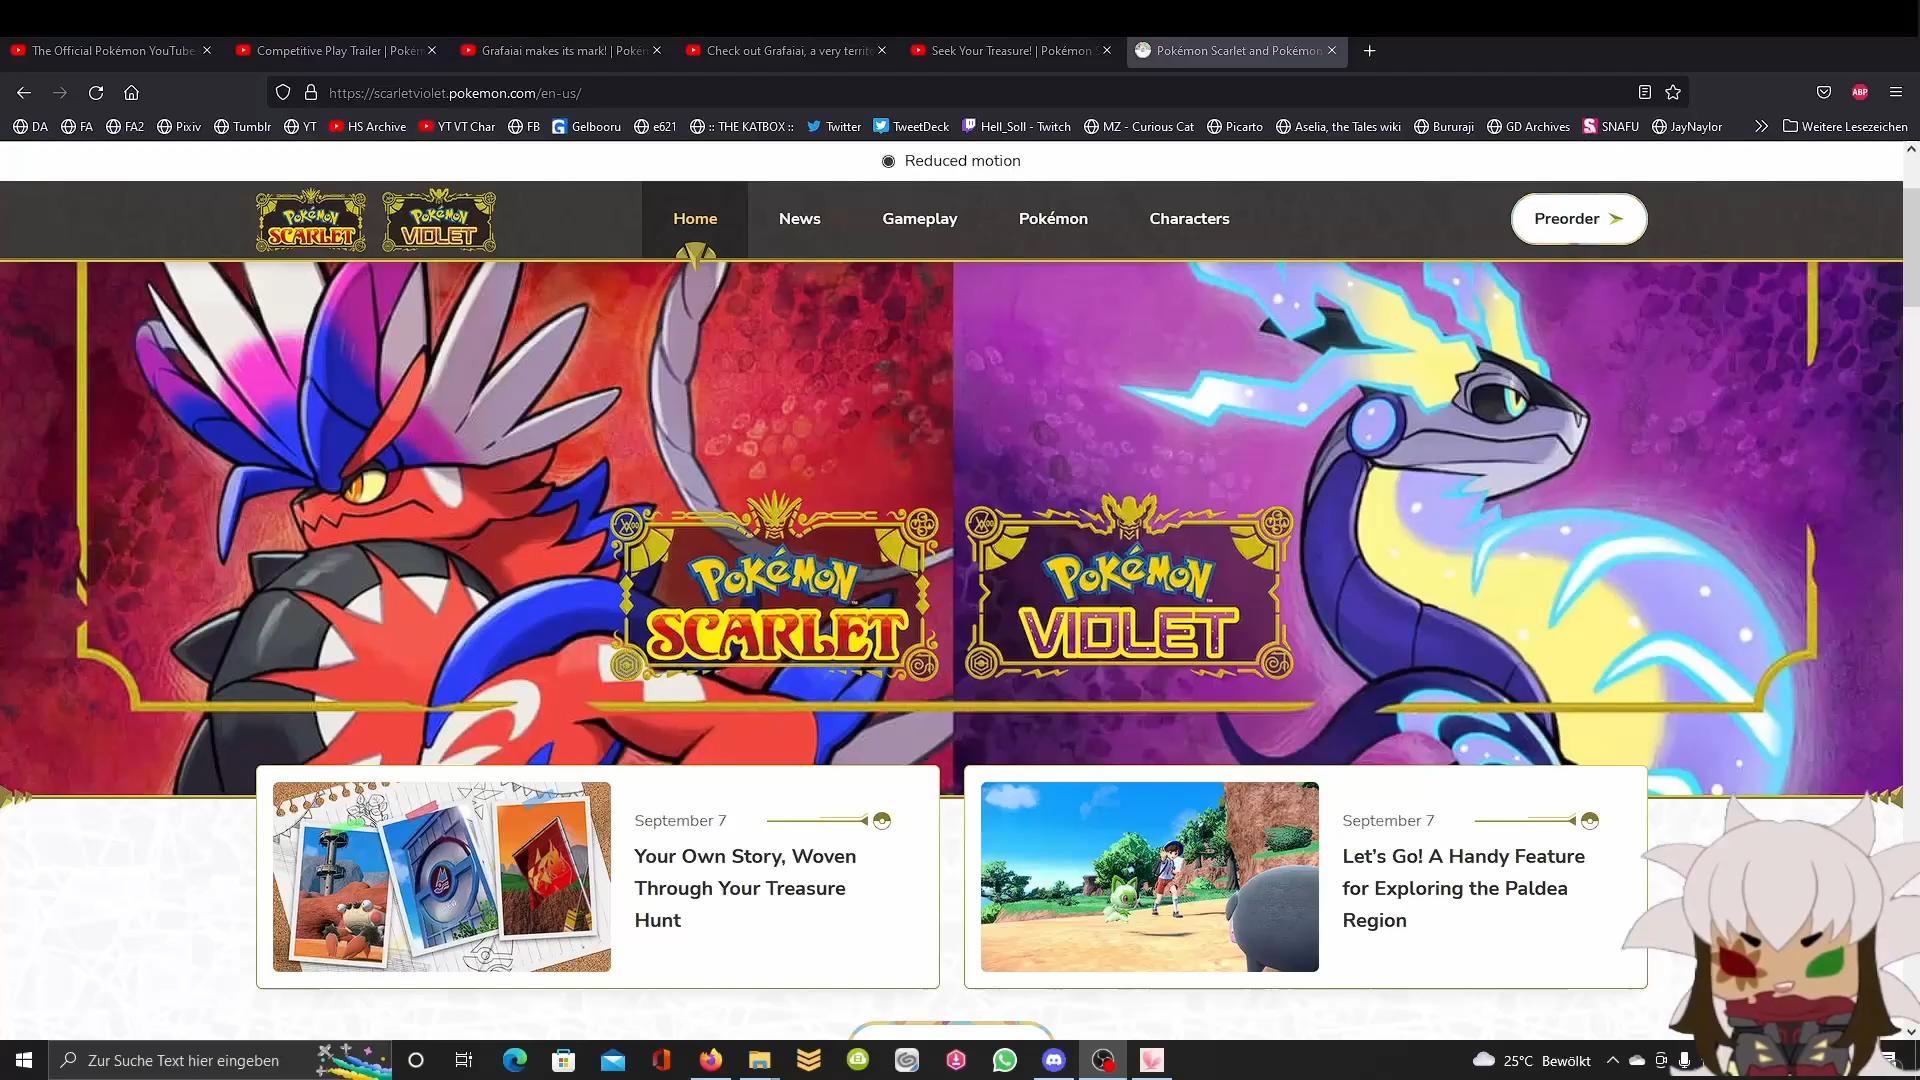 The Official Pokémon YouTube
Competitive Play Trailer | Pokém
Grafaiai makes its mark! | Pokém
Check out Grafaiai, a very territo
Seek Your Treasure! | Pokémon S
Pokémon Scarlet and Pokémon
https://scarletviolet.pokemon.com/en-us/
ABP
DA
FA
FA2
Pixiv
Tumblr
YT
HS Archive
YT VT Char
FB
Gelbooru
e621
:: THE KATBOX ::
Twitter
TweetDeck
Hell_Soll - Twitch
MZ - Curious Cat
Picarto
Aselia, the Tales wiki
Bururaji
GD Archives
SNAFU
JayNaylor
Weitere Lesezeichen
Reduced motion
POKéMON
SCARLET
POKéMON
VIOLET
Home
News
Gameplay
Pokémon
Characters
Preorder
POKéMON
SCARLET
POKéMON
VIOLET
September 7
Your Own Story, Woven
Through Your Treasure
Hunt
September 7
Let's Go! A Handy Feature
for Exploring the Paldea
Region
Zur Suche Text hier eingeben
25°C Bewölkt